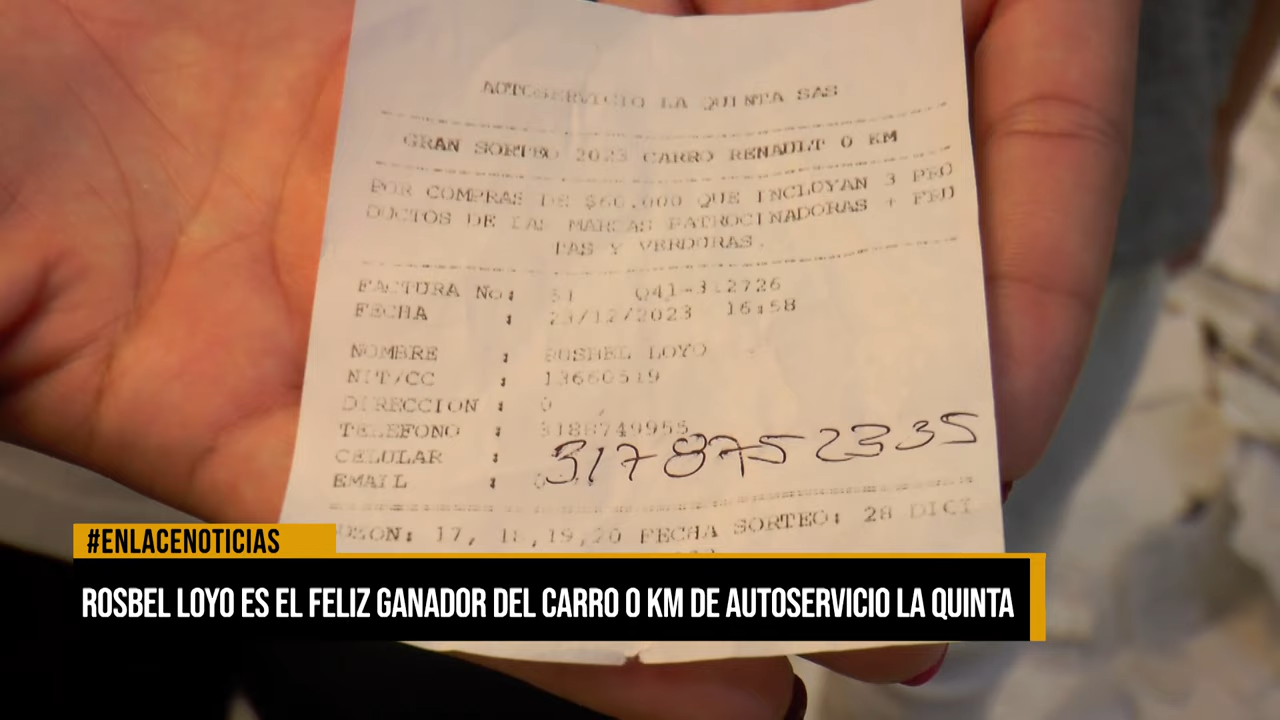 AUTOSERVICIO LA QUINTA SAS
GRAN SORTEO 2023 CARRO RENAULT 0 KM
POR COMPRAS DE $60.000 QUE INCLUYAN 3 PRO
DUCTOS DE LAS MARCAS PATROCINADORAS + FRU
TAS Y VERDURAS.
FACTURA No: 51 Q41-312726
FECHA : 23/12/2023 16:58
NOMBRE : ROSBEL LOYO
NIT/CC : 13660519
DIRECCION : 0
TELEFONO : 3188749955
CELULAR : 3178752335
EMAIL : 0
17, 18,19,20 FECHA SORTEO: 28 DICI
#ENLACENOTICIAS
ROSBEL LOYO ES EL FELIZ GANADOR DEL CARRO 0 KM DE AUTOSERVICIO LA QUINTA